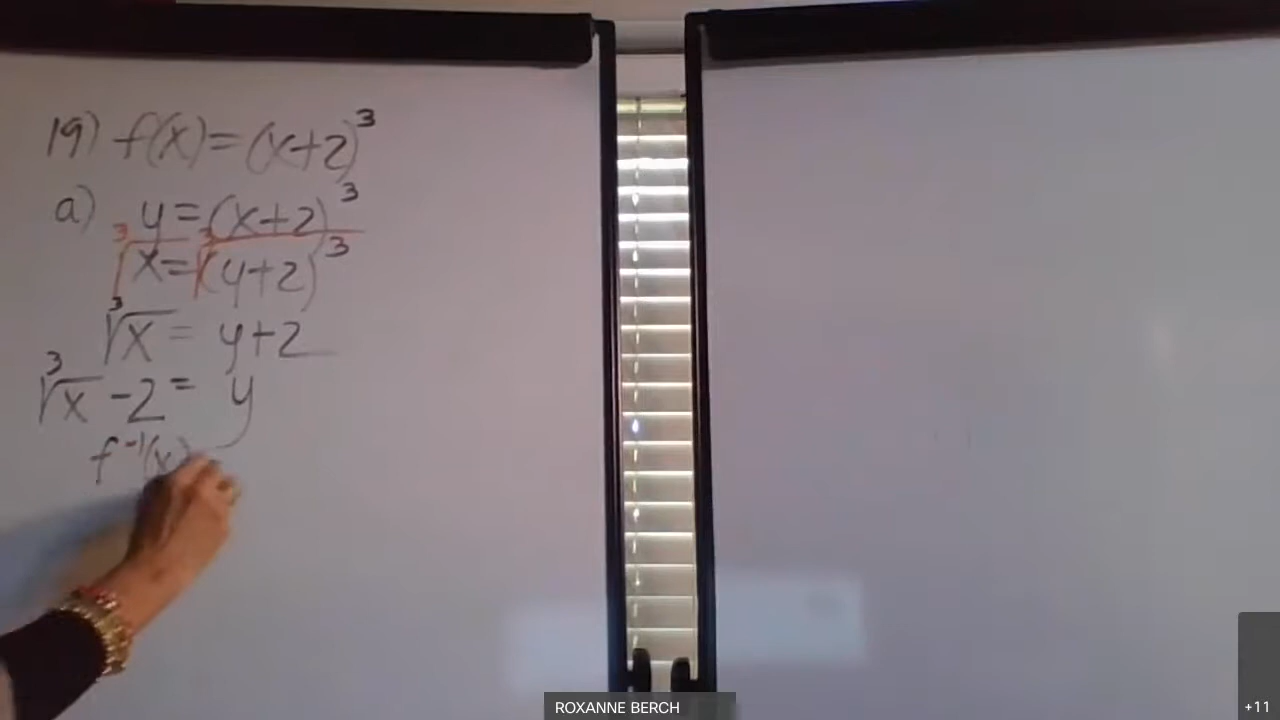 19) f(x) = (x+2)³
a) y = (x+2)³
∛x = ∛(y+2)³
∛x = y+2
∛x - 2 = y
f⁻¹(x)
ROXANNE BERCH
+11